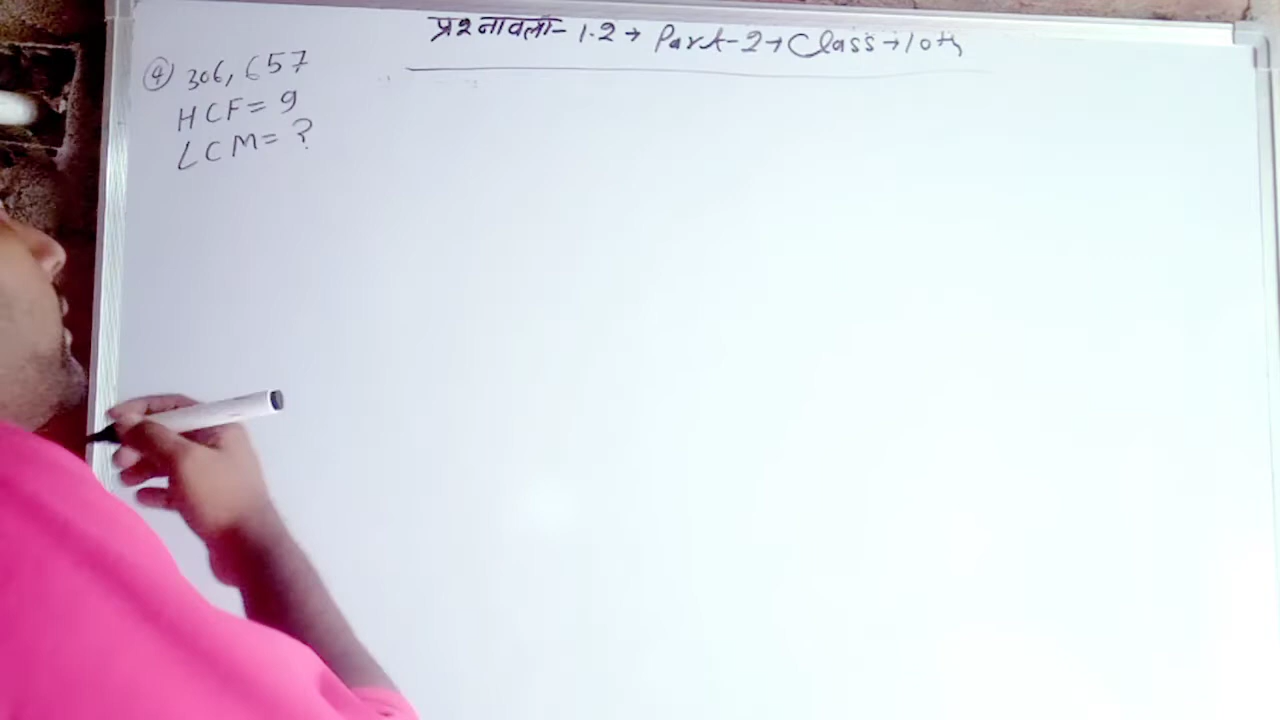 प्रश्नावली- 1.2 → Part-2 → Class → 10th
④ 306, 657
HCF = 9
LCM = ?